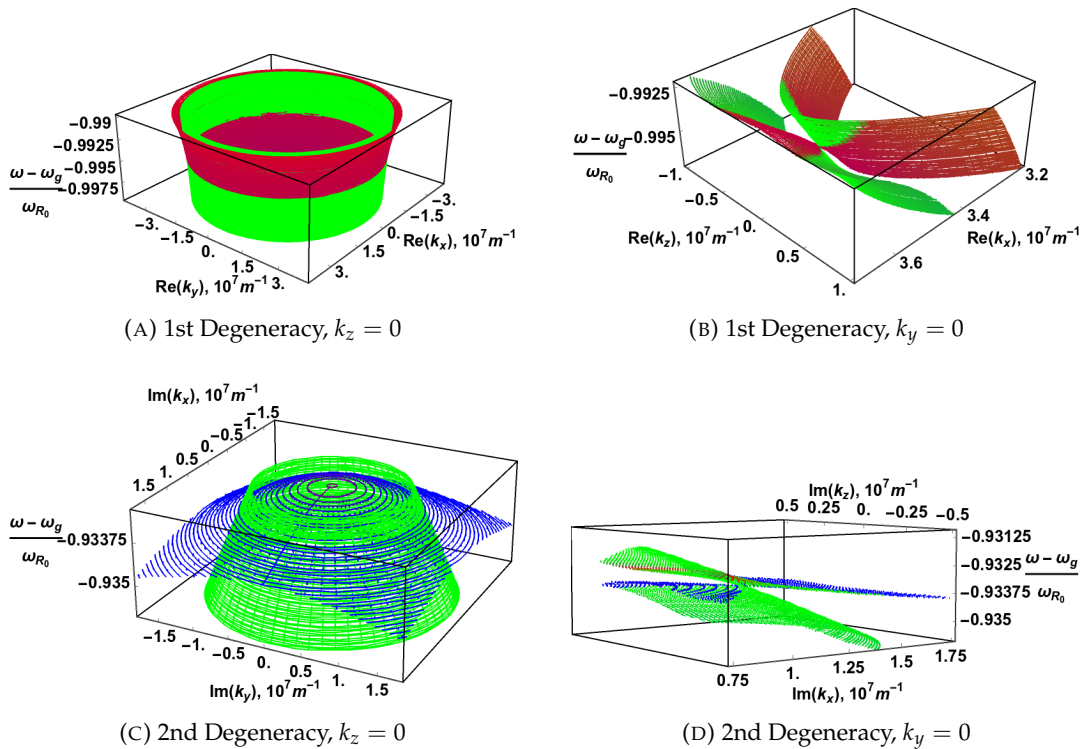 −0.99
−0.9925
−0.995
−0.9975
ω − ω_g
ω_{R_0}
−3.
−1.5
0.
1.5
3.
Re(k_y), 10^7 m^{−1}
−3.
−1.5
0.
1.5
3.
Re(k_x), 10^7 m^{−1}
(A) 1st Degeneracy, k_z = 0
−0.9925
−0.995
ω − ω_g
ω_{R_0}
−1.
−0.5
0.
0.5
1.
Re(k_z), 10^7 m^{−1}
3.2
3.4
3.6
Re(k_x), 10^7 m^{−1}
(B) 1st Degeneracy, k_y = 0
Im(k_x), 10^7 m^{−1}
−1.5
−1.
−0.5
0.
0.5
1.
1.5
ω − ω_g
ω_{R_0}
−0.93375
−0.935
−1.5
−1.
−0.5
0.
0.5
1.
1.5
Im(k_y), 10^7 m^{−1}
(C) 2nd Degeneracy, k_z = 0
Im(k_z), 10^7 m^{−1}
0.5 0.25 0. −0.25 −0.5
−0.93125
−0.9325
−0.93375
−0.935
ω − ω_g
ω_{R_0}
0.75 1. 1.25 1.5 1.75
Im(k_x), 10^7 m^{−1}
(D) 2nd Degeneracy, k_y = 0